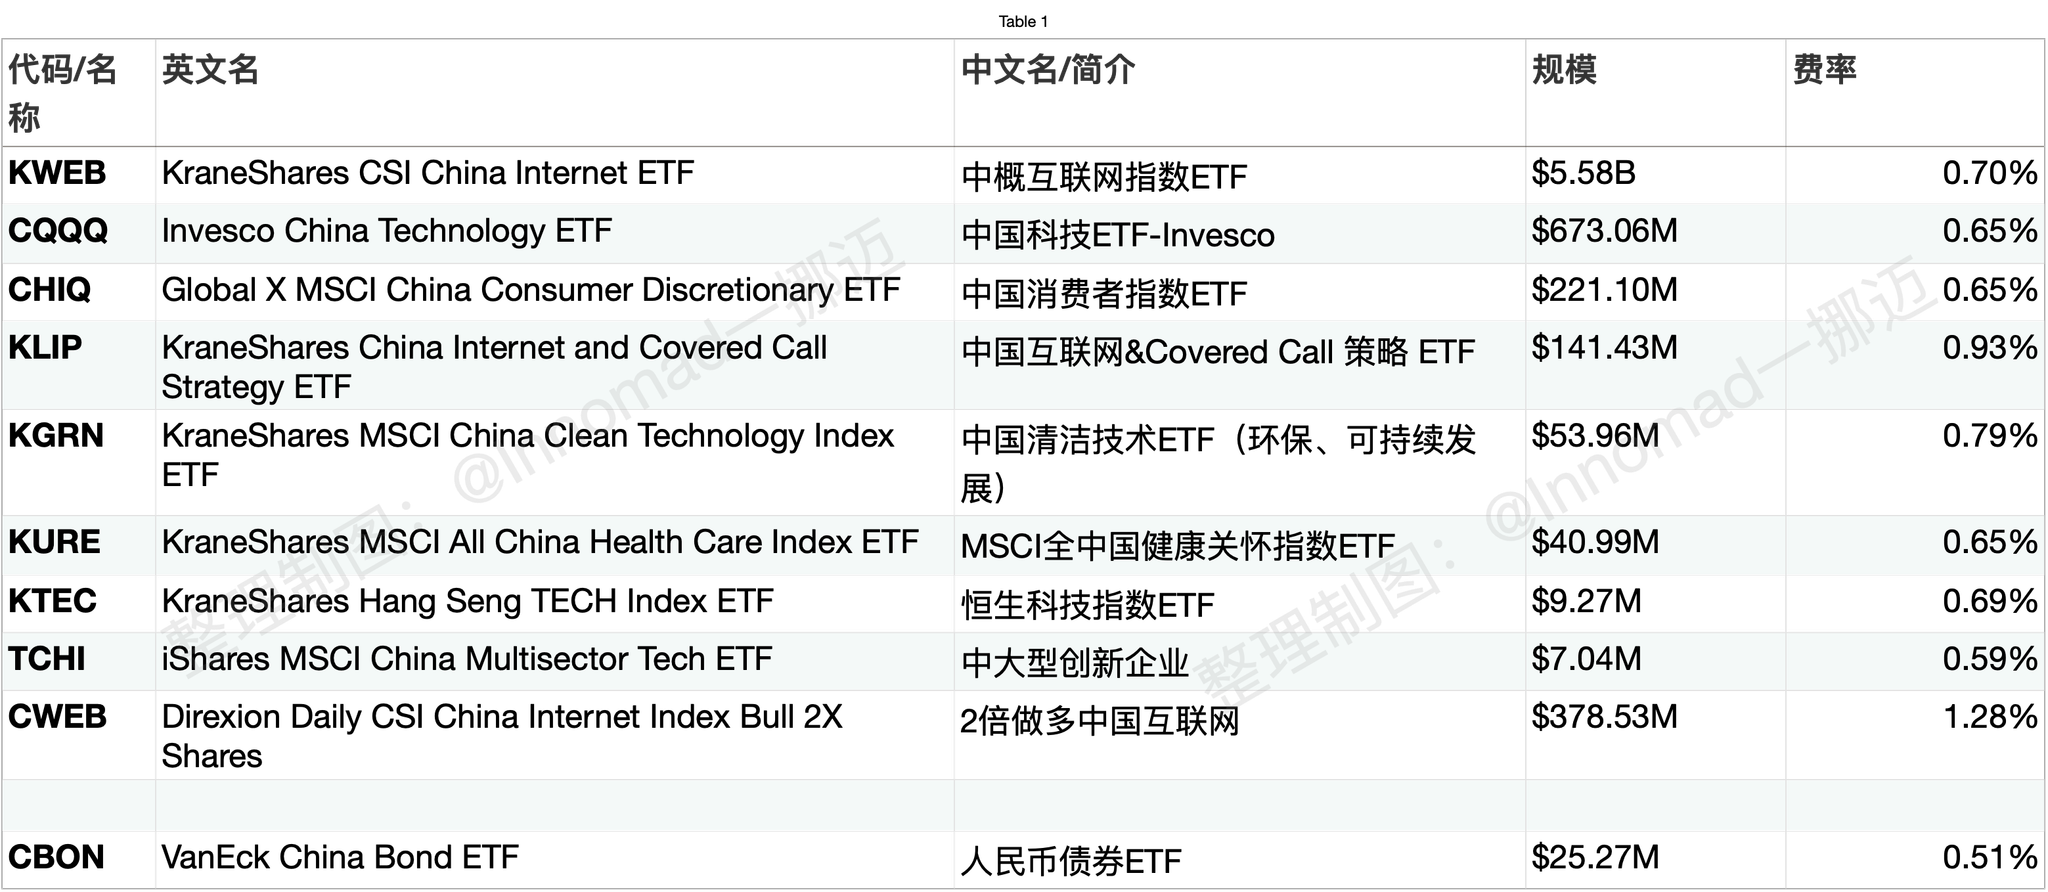 Table 1
代码/名称 英文名 中文名/简介 规模 费率
KWEB KraneShares CSI China Internet ETF 中概互联网指数ETF $5.58B 0.70%
CQQQ Invesco China Technology ETF 中国科技ETF-Invesco $673.06M 0.65%
CHIQ Global X MSCI China Consumer Discretionary ETF 中国消费者指数ETF $221.10M 0.65%
KLIP KraneShares China Internet and Covered Call Strategy ETF 中国互联网&Covered Call 策略 ETF $141.43M 0.93%
KGRN KraneShares MSCI China Clean Technology Index ETF 中国清洁技术ETF（环保、可持续发展） $53.96M 0.79%
KURE KraneShares MSCI All China Health Care Index ETF MSCI全中国健康关怀指数ETF $40.99M 0.65%
KTEC KraneShares Hang Seng TECH Index ETF 恒生科技指数ETF $9.27M 0.69%
TCHI iShares MSCI China Multisector Tech ETF 中大型创新企业 $7.04M 0.59%
CWEB Direxion Daily CSI China Internet Index Bull 2X Shares 2倍做多中国互联网 $378.53M 1.28%
CBON VanEck China Bond ETF 人民币债券ETF $25.27M 0.51%
整理制图：@Innomad一挪迈
整理制图：@Innomad一挪迈